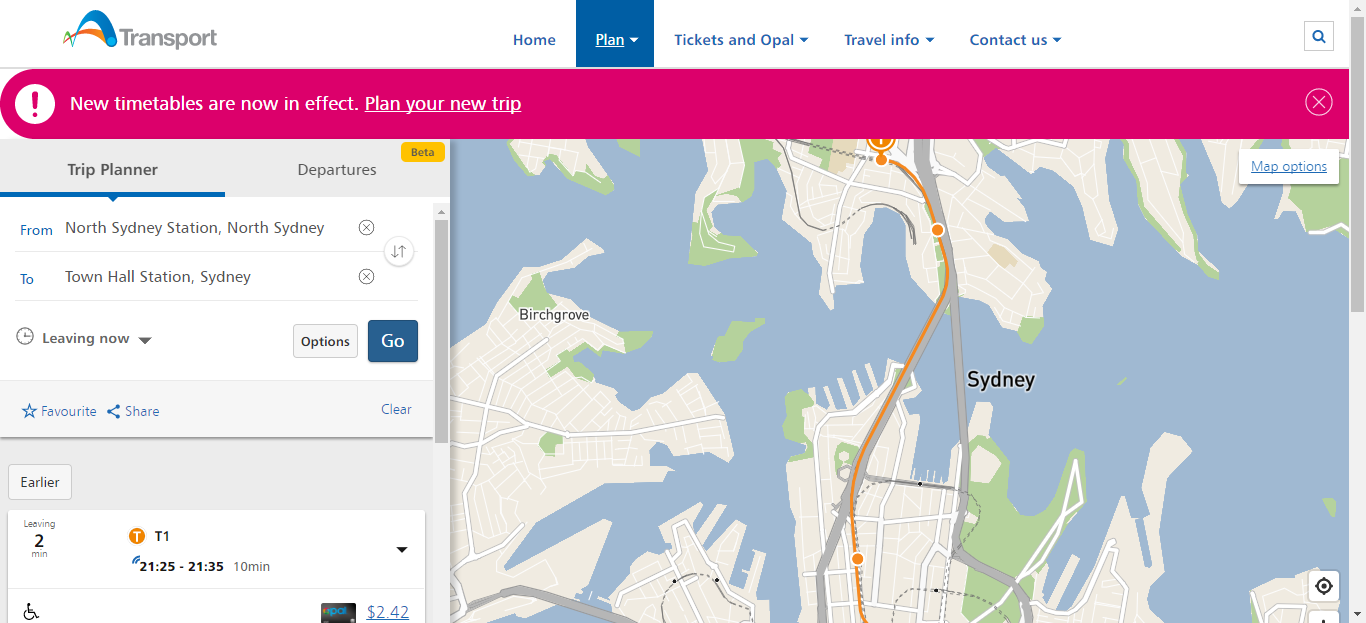 Transport
Home
Plan
Tickets and Opal
Travel info
Contact us
New timetables are now in effect. Plan your new trip
Trip Planner
Departures
Beta
From North Sydney Station, North Sydney
To Town Hall Station, Sydney
Leaving now
Options
Go
Favourite
Share
Clear
Earlier
Leaving
2
min
T T1
21:25 - 21:35 10min
opal
$2.42
Map options
Birchgrove
Sydney